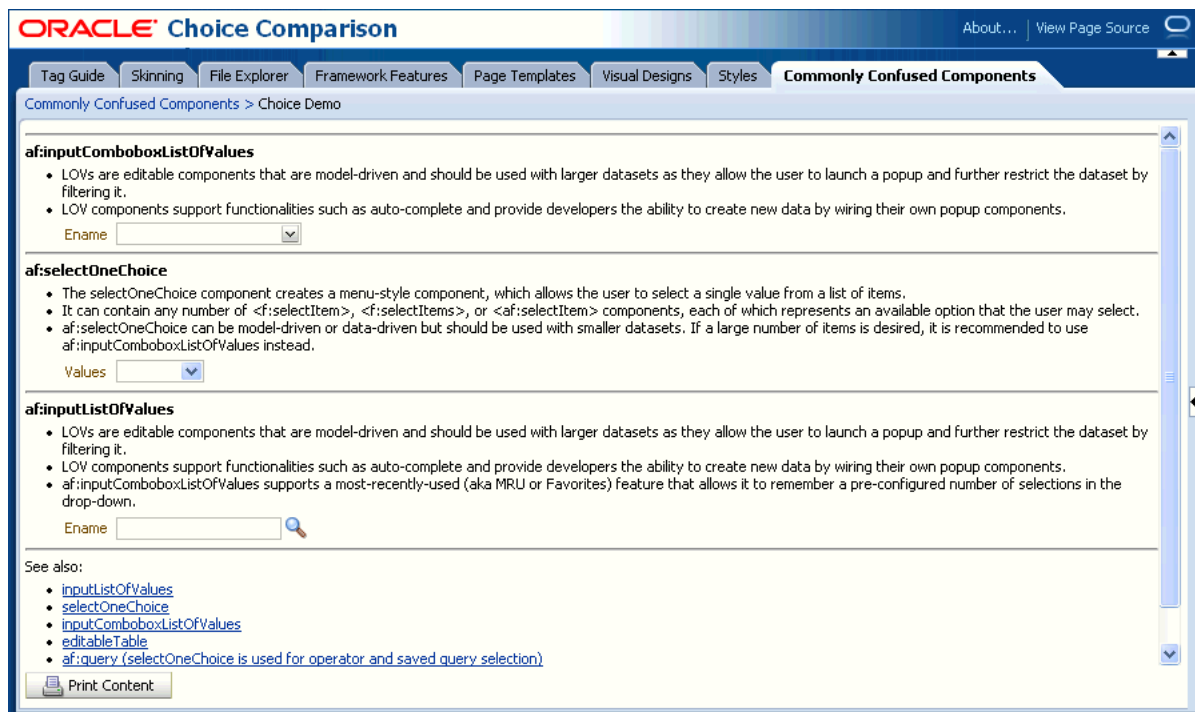 ORACLE Choice Comparison
About... View Page Source
Tag Guide Skinning File Explorer Framework Features Page Templates Visual Designs Styles Commonly Confused Components
Commonly Confused Components > Choice Demo
af:inputComboboxListOfValues
• LOVs are editable components that are model-driven and should be used with larger datasets as they allow the user to launch a popup and further restrict the dataset by
filtering it.
• LOV components support functionalities such as auto-complete and provide developers the ability to create new data by wiring their own popup components.
Ename
af:selectOneChoice
• The selectOneChoice component creates a menu-style component, which allows the user to select a single value from a list of items.
• It can contain any number of <f:selectItem>, <f:selectItems>, or <af:selectItem> components, each of which represents an available option that the user may select.
• af:selectOneChoice can be model-driven or data-driven but should be used with smaller datasets. If a large number of items is desired, it is recommended to use
af:inputComboboxListOfValues instead.
Values
af:inputListOfValues
• LOVs are editable components that are model-driven and should be used with larger datasets as they allow the user to launch a popup and further restrict the dataset by
filtering it.
• LOV components support functionalities such as auto-complete and provide developers the ability to create new data by wiring their own popup components.
• af:inputComboboxListOfValues supports a most-recently-used (aka MRU or Favorites) feature that allows it to remember a pre-configured number of selections in the
drop-down.
Ename
See also:
• inputListOfValues
• selectOneChoice
• inputComboboxListOfValues
• editableTable
• af:query (selectOneChoice is used for operator and saved query selection)
Print Content